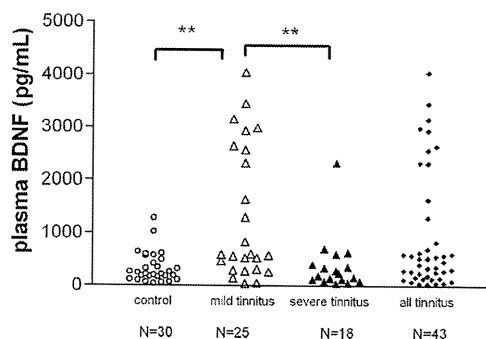 ** **
5000
4000
3000
2000
1000
0
plasma BDNF (pg/mL)
control mild tinnitus severe tinnitus all tinnitus
N=30 N=25 N=18 N=43